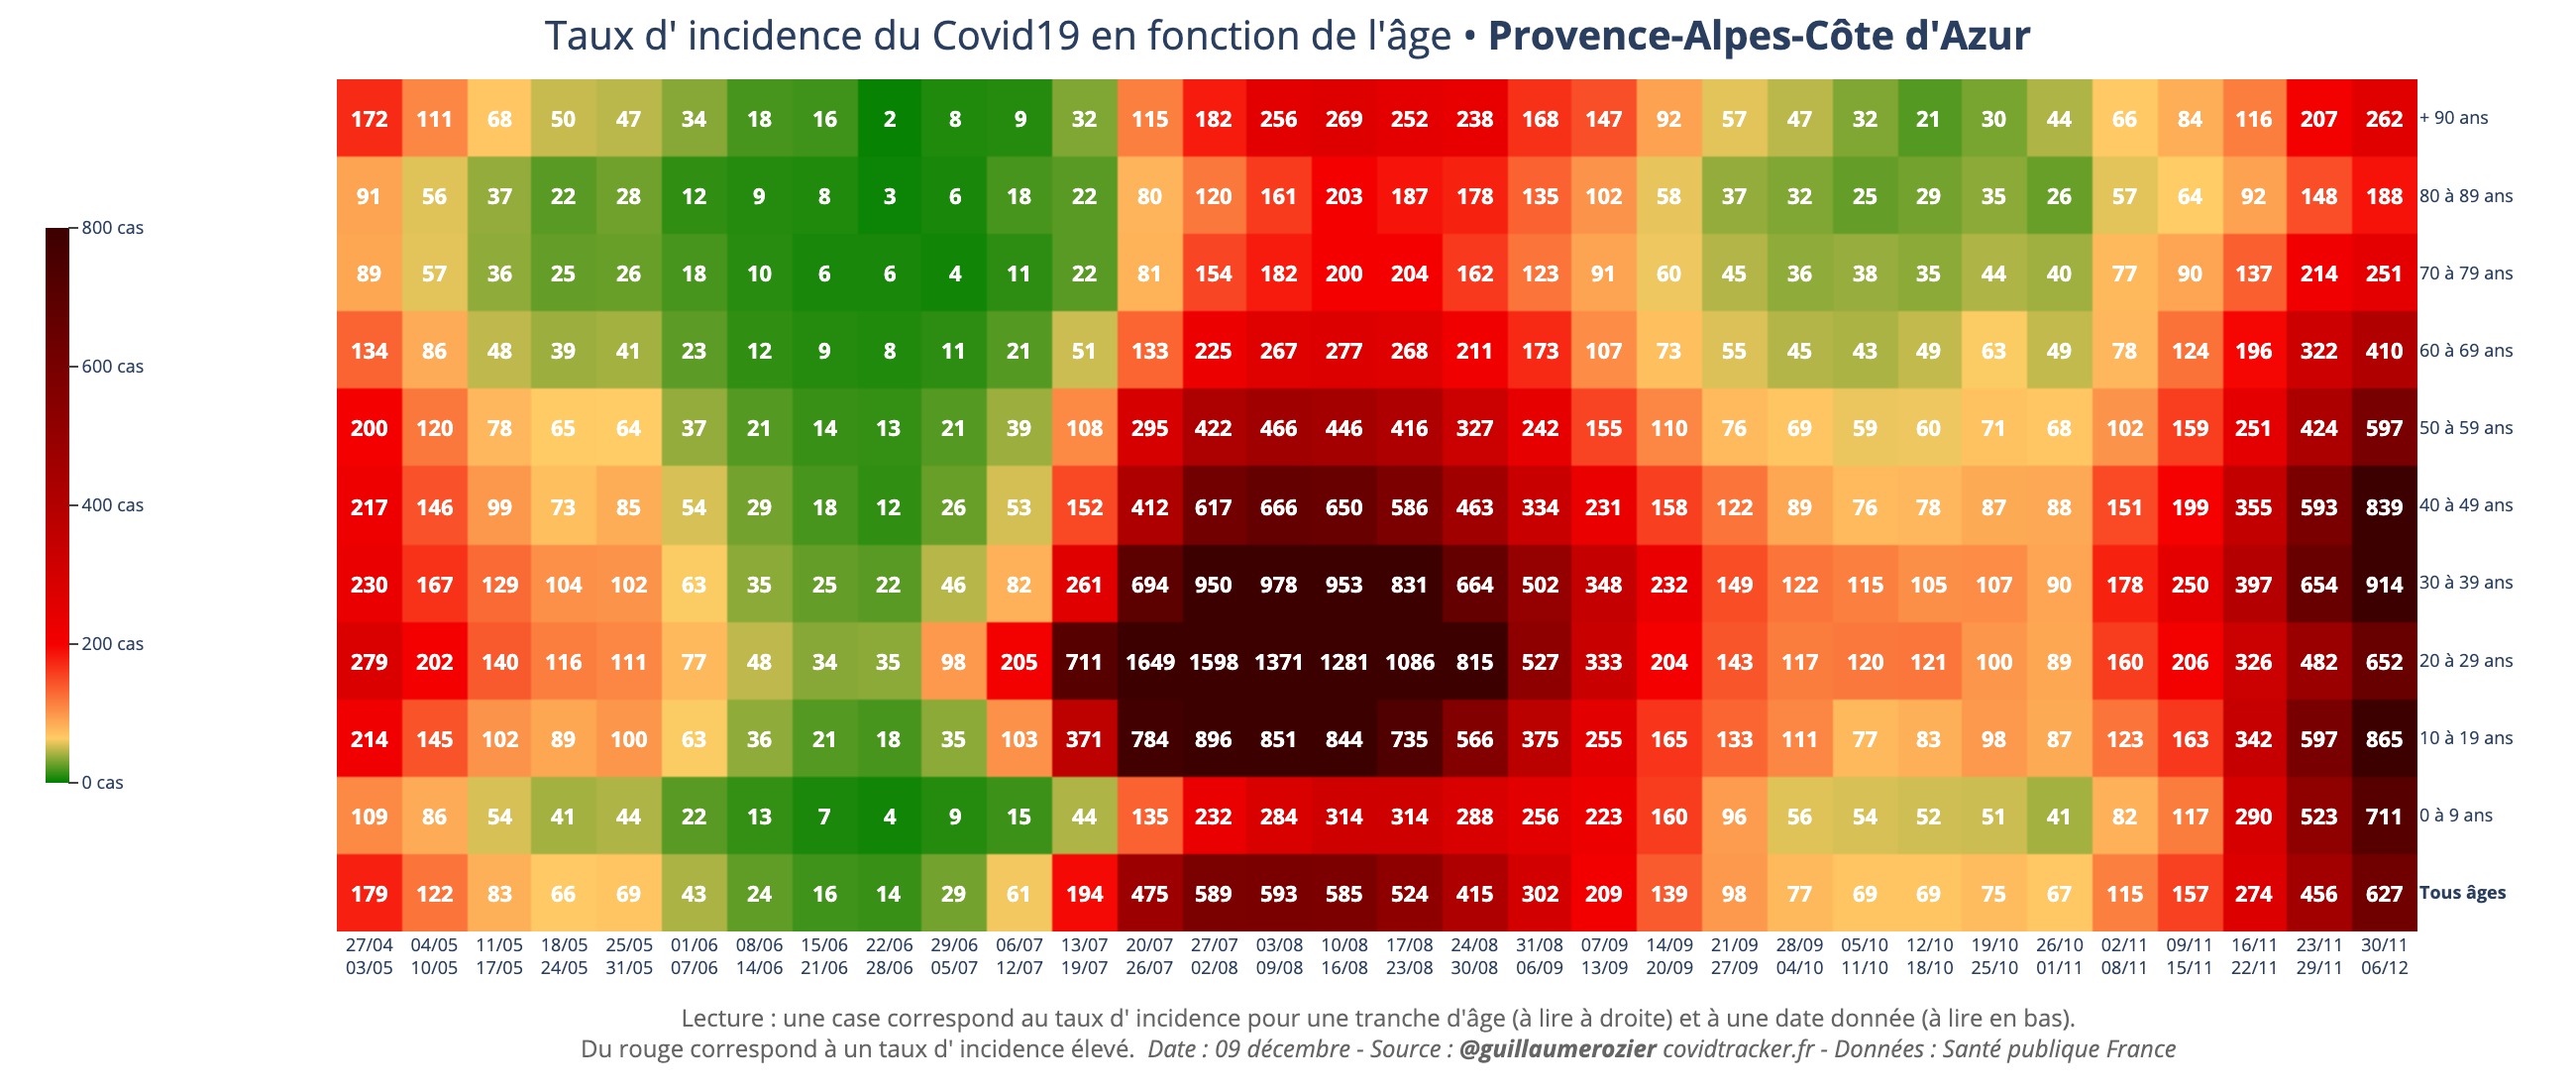 Taux d' incidence du Covid19 en fonction de l'âge • Provence-Alpes-Côte d'Azur
172 111 68 50 47 34 18 16 2 8 9 32 115 182 256 269 252 238 168 147 92 57 47 32 21 30 44 66 84 116 207 262 + 90 ans
91 56 37 22 28 12 9 8 3 6 18 22 80 120 161 203 187 178 135 102 58 37 32 25 29 35 26 57 64 92 148 188 80 à 89 ans
800 cas
89 57 36 25 26 18 10 6 6 4 11 22 81 154 182 200 204 162 123 91 60 45 36 38 35 44 40 77 90 137 214 251 70 à 79 ans
134 86 48 39 41 23 12 9 8 11 21 51 133 225 267 277 268 211 173 107 73 55 45 43 49 63 49 78 124 196 322 410 60 à 69 ans
600 cas
200 120 78 65 64 37 21 14 13 21 39 108 295 422 466 446 416 327 242 155 110 76 69 59 60 71 68 102 159 251 424 597 50 à 59 ans
400 cas
217 146 99 73 85 54 29 18 12 26 53 152 412 617 666 650 586 463 334 231 158 122 89 76 78 87 88 151 199 355 593 839 40 à 49 ans
230 167 129 104 102 63 35 25 22 46 82 261 694 950 978 953 831 664 502 348 232 149 122 115 105 107 90 178 250 397 654 914 30 à 39 ans
200 cas
279 202 140 116 111 77 48 34 35 98 205 711 1649 1598 1371 1281 1086 815 527 333 204 143 117 120 121 100 89 160 206 326 482 652 20 à 29 ans
214 145 102 89 100 63 36 21 18 35 103 371 784 896 851 844 735 566 375 255 165 133 111 77 83 98 87 123 163 342 597 865 10 à 19 ans
0 cas
109 86 54 41 44 22 13 7 4 9 15 44 135 232 284 314 314 288 256 223 160 96 56 54 52 51 41 82 117 290 523 711 0 à 9 ans
179 122 83 66 69 43 24 16 14 29 61 194 475 589 593 585 524 415 302 209 139 98 77 69 69 75 67 115 157 274 456 627 Tous âges
27/04 04/05 11/05 18/05 25/05 01/06 08/06 15/06 22/06 29/06 06/07 13/07 20/07 27/07 03/08 10/08 17/08 24/08 31/08 07/09 14/09 21/09 28/09 05/10 12/10 19/10 26/10 02/11 09/11 16/11 23/11 30/11
03/05 10/05 17/05 24/05 31/05 07/06 14/06 21/06 28/06 05/07 12/07 19/07 26/07 02/08 09/08 16/08 23/08 30/08 06/09 13/09 20/09 27/09 04/10 11/10 18/10 25/10 01/11 08/11 15/11 22/11 29/11 06/12
Lecture : une case correspond au taux d' incidence pour une tranche d'âge (à lire à droite) et à une date donnée (à lire en bas).
Du rouge correspond à un taux d' incidence élevé. Date : 09 décembre - Source : @guillaumerozier covidtracker.fr - Données : Santé publique France